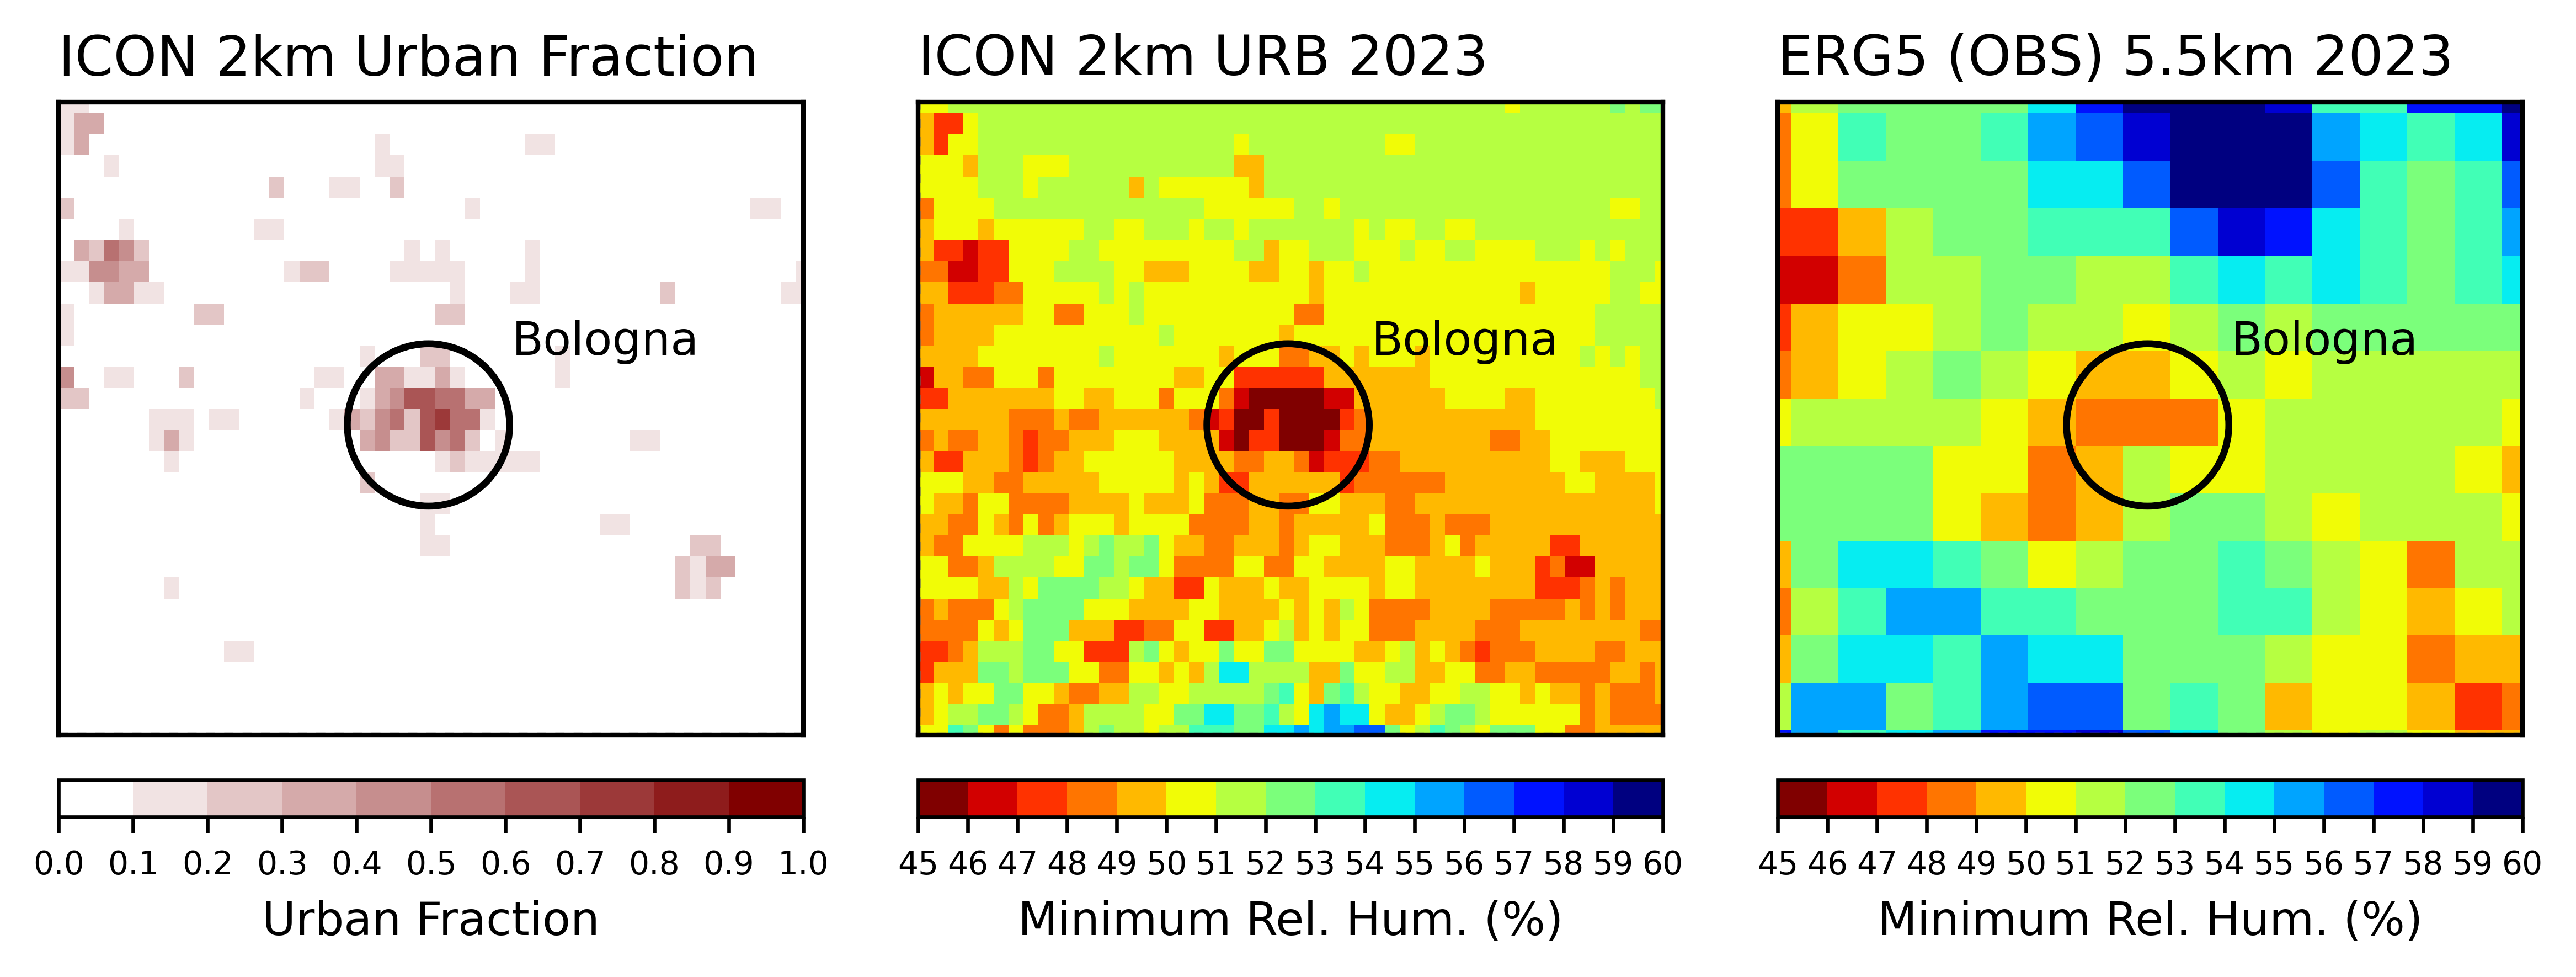 ICON 2km Urban Fraction
Bologna
0.0 0.1 0.2 0.3 0.4 0.5 0.6 0.7 0.8 0.9 1.0
Urban Fraction
ICON 2km URB 2023
Bologna
45 46 47 48 49 50 51 52 53 54 55 56 57 58 59 60
Minimum Rel. Hum. (%)
ERG5 (OBS) 5.5km 2023
Bologna
45 46 47 48 49 50 51 52 53 54 55 56 57 58 59 60
Minimum Rel. Hum. (%)